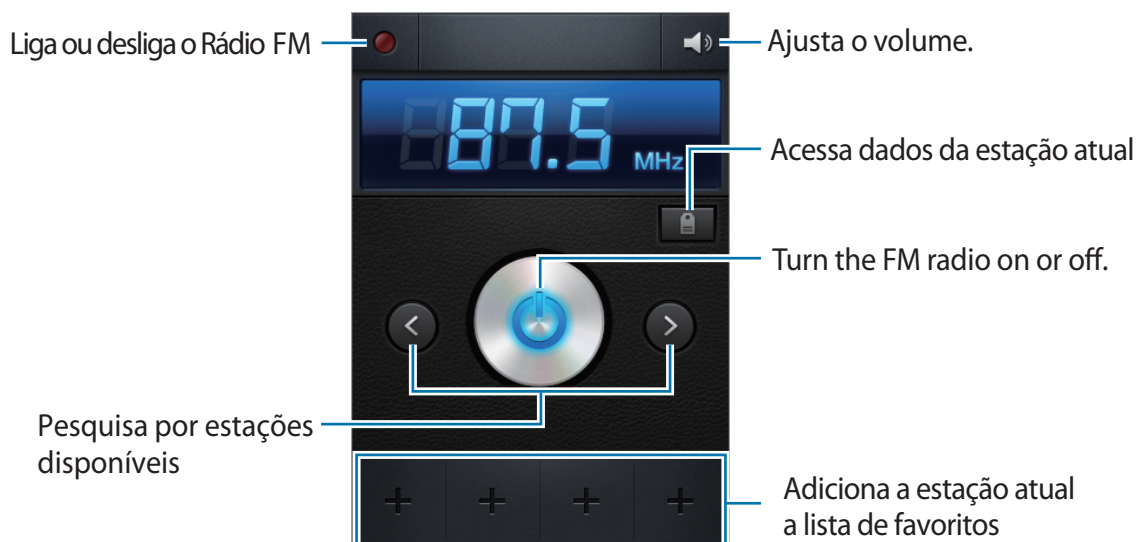 Liga ou desliga o Rádio FM
Ajusta o volume.
87.5 MHz
Acessa dados da estação atual
Turn the FM radio on or off.
Pesquisa por estações
disponíveis
Adiciona a estação atual
a lista de favoritos